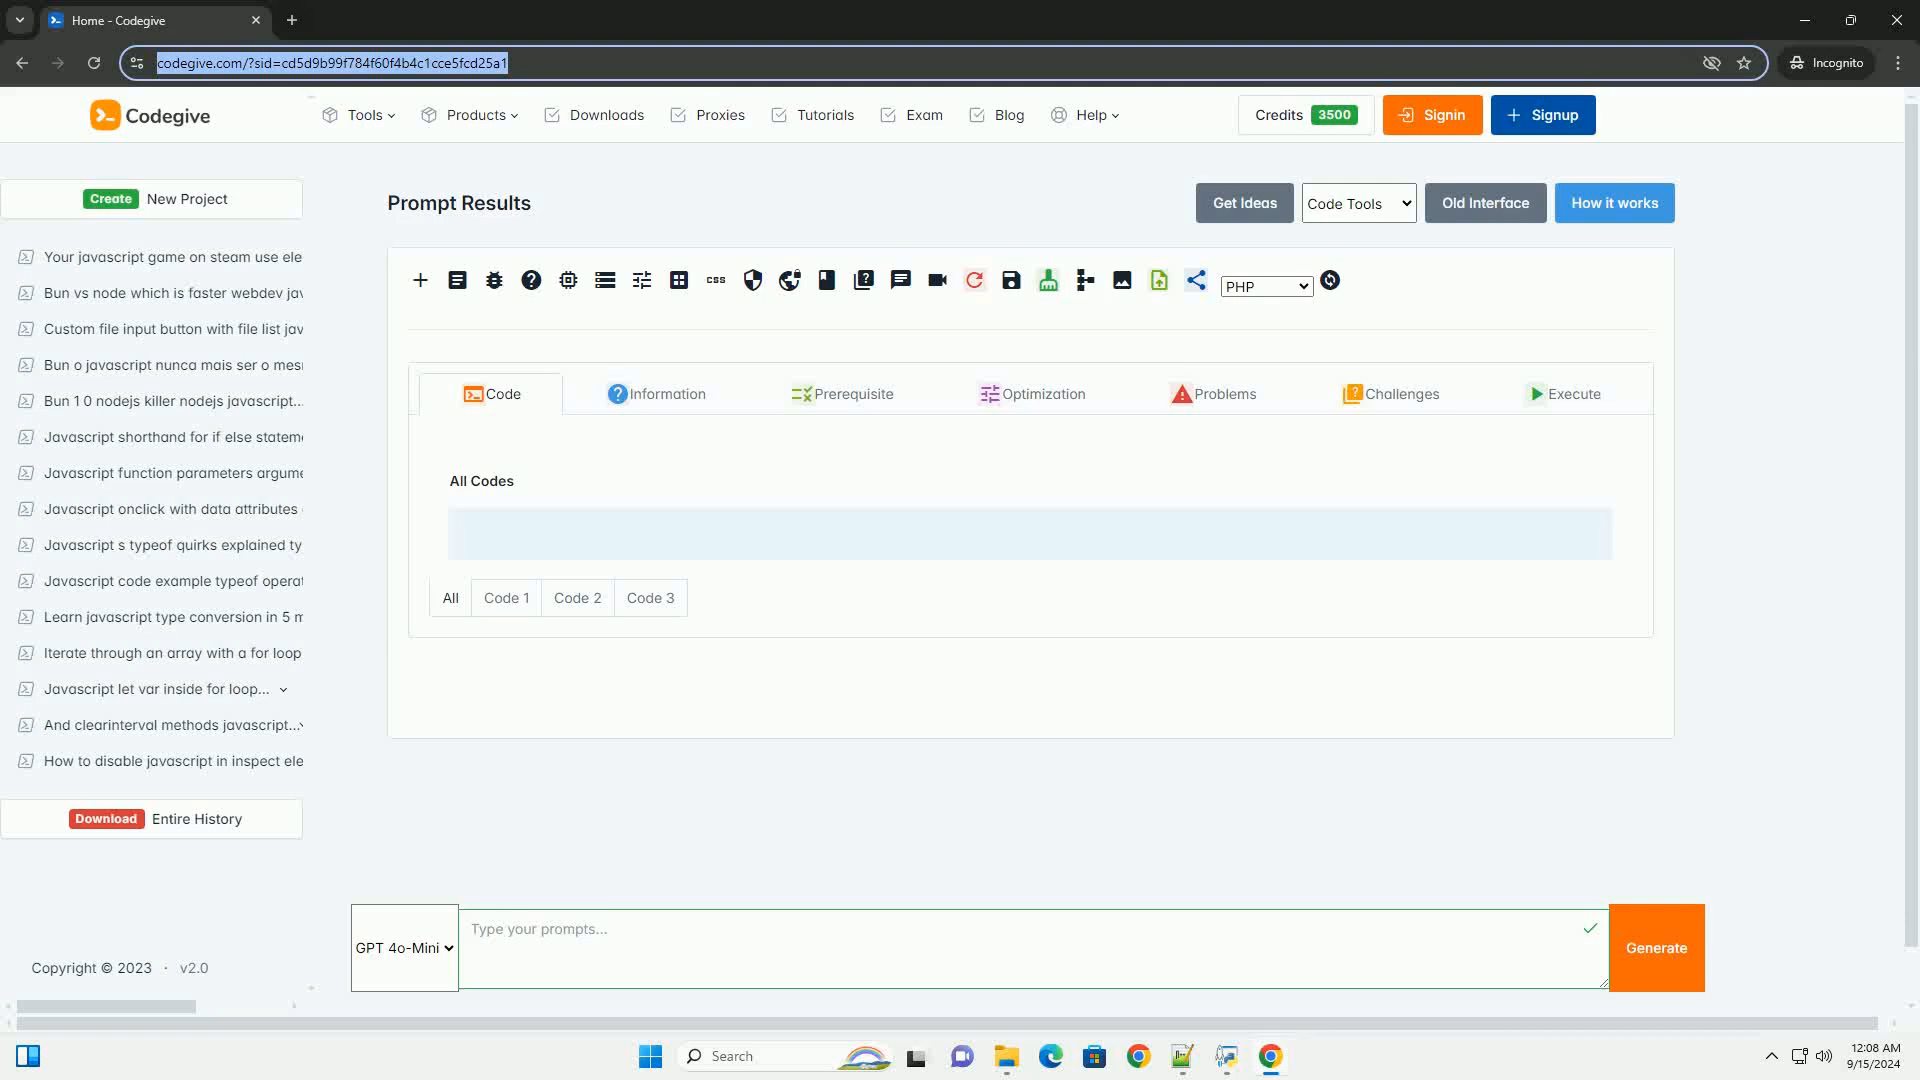 Home - Codegive
codegive.com/?sid=cd5d9b99f784f60f4b4c1cce5fcd25a1
Incognito
Codegive
Tools
Products
Downloads
Proxies
Tutorials
Exam
Blog
Help
Credits 3500
Signin
Signup
Create New Project
Your javascript game on steam use ele
Bun vs node which is faster webdev jav
Custom file input button with file list jav
Bun o javascript nunca mais ser o mes
Bun 1 0 nodejs killer nodejs javascript...
Javascript shorthand for if else statem
Javascript function parameters argume
Javascript onclick with data attributes
Javascript s typeof quirks explained ty
Javascript code example typeof operat
Learn javascript type conversion in 5 m
Iterate through an array with a for loop
Javascript let var inside for loop...
And clearinterval methods javascript...
How to disable javascript in inspect ele
Download Entire History
Copyright © 2023 · v2.0
Prompt Results
Get Ideas
Code Tools
Old Interface
How it works
css
PHP
Code
Information
Prerequisite
Optimization
Problems
Challenges
Execute
All Codes
All
Code 1
Code 2
Code 3
GPT 4o-Mini
Type your prompts...
Generate
Search
12:08 AM
9/15/2024